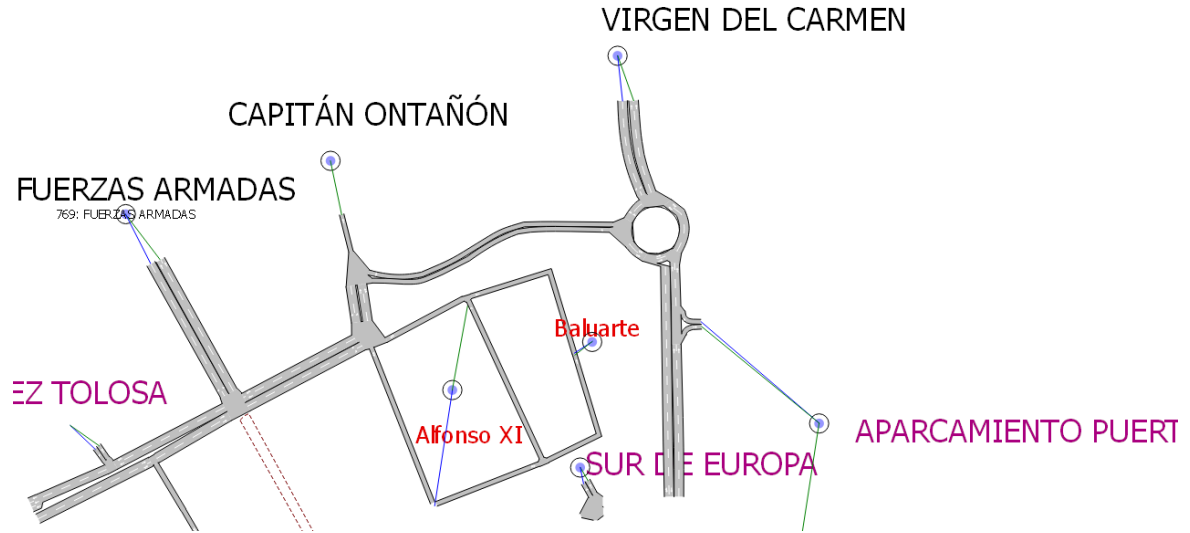 VIRGEN DEL CARMEN
CAPITÁN ONTAÑÓN
FUERZAS ARMADAS
769: FUERZAS ARMADAS
Baluarte
EZ TOLOSA
Alfonso XI
APARCAMIENTO PUERT
SUR DE EUROPA